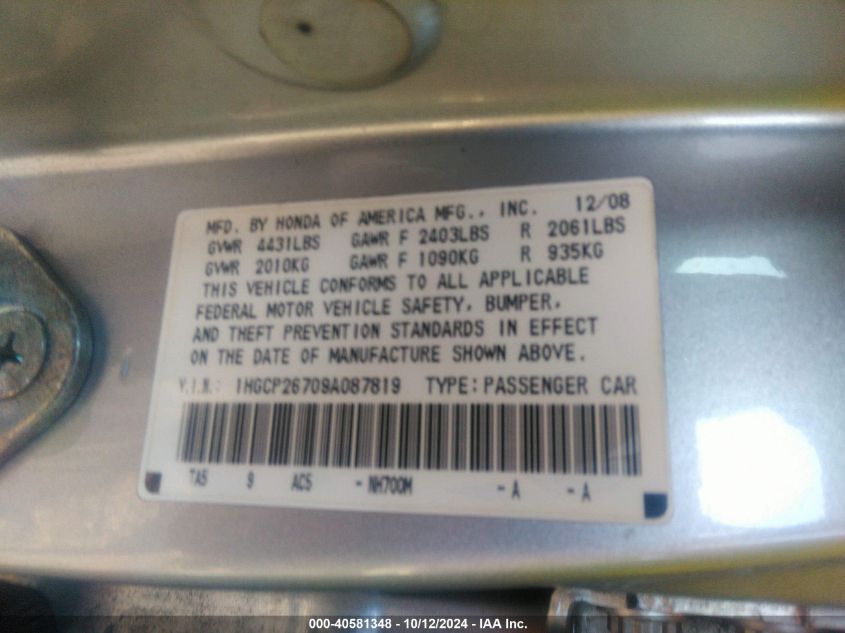 MFD. BY HONDA OF AMERICA MFG., INC. 12/08
GVWR 4431LBS GAWR F 2403LBS R 2061LBS
GVWR 2010KG GAWR F 1090KG R 935KG
THIS VEHICLE CONFORMS TO ALL APPLICABLE
FEDERAL MOTOR VEHICLE SAFETY, BUMPER,
AND THEFT PREVENTION STANDARDS IN EFFECT
ON THE DATE OF MANUFACTURE SHOWN ABOVE.
V.I.N.: 1HGCP26709A087819 TYPE: PASSENGER CAR
TA5 9 AC5 - NH700M - A - A
000-40581348 - 10/12/2024 - IAA Inc.